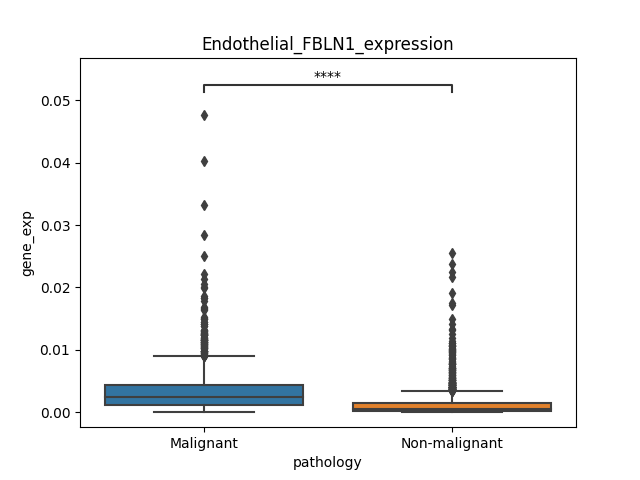 Endothelial_FBLN1_expression
****
0.05
0.04
0.03
0.02
0.01
0.00
gene_exp
Malignant Non-malignant
pathology